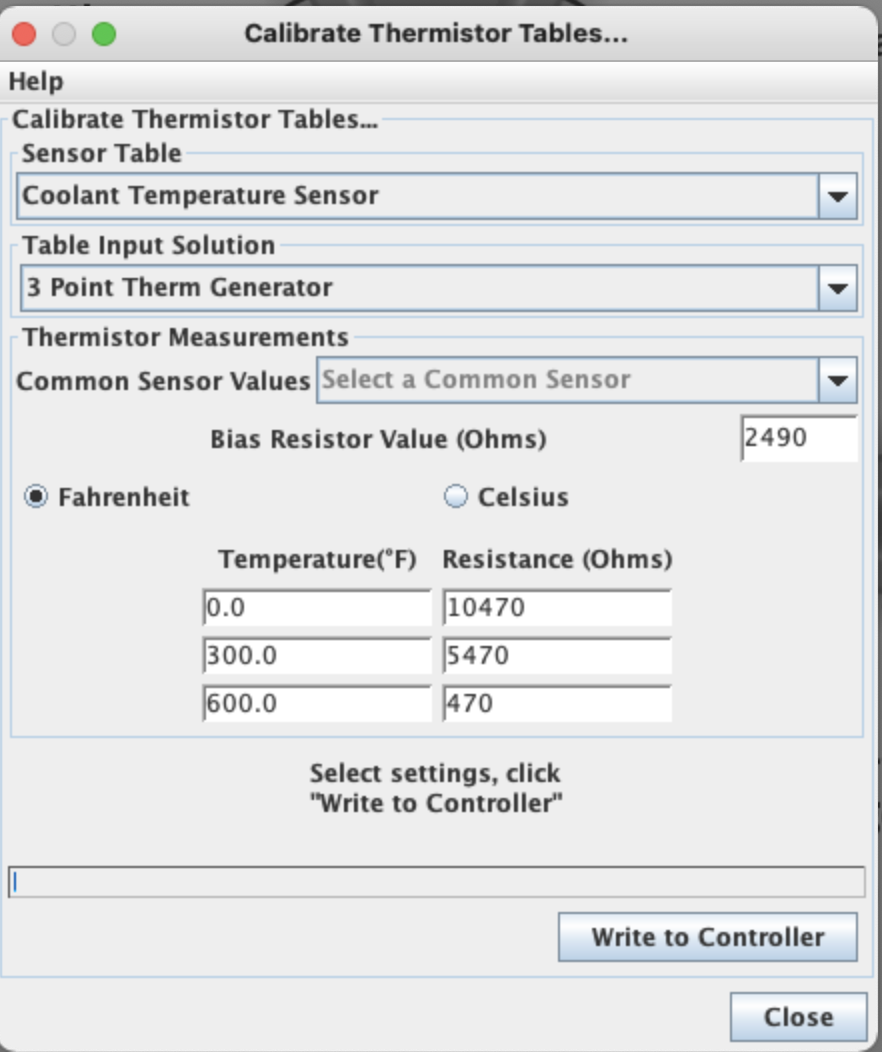 Calibrate Thermistor Tables...
Help
Calibrate Thermistor Tables...
Sensor Table
Coolant Temperature Sensor
Table Input Solution
3 Point Therm Generator
Thermistor Measurements
Common Sensor Values Select a Common Sensor
Bias Resistor Value (Ohms) 2490
Fahrenheit Celsius
Temperature(°F) Resistance (Ohms)
0.0 10470
300.0 5470
600.0 470
Select settings, click
"Write to Controller"
Write to Controller
Close